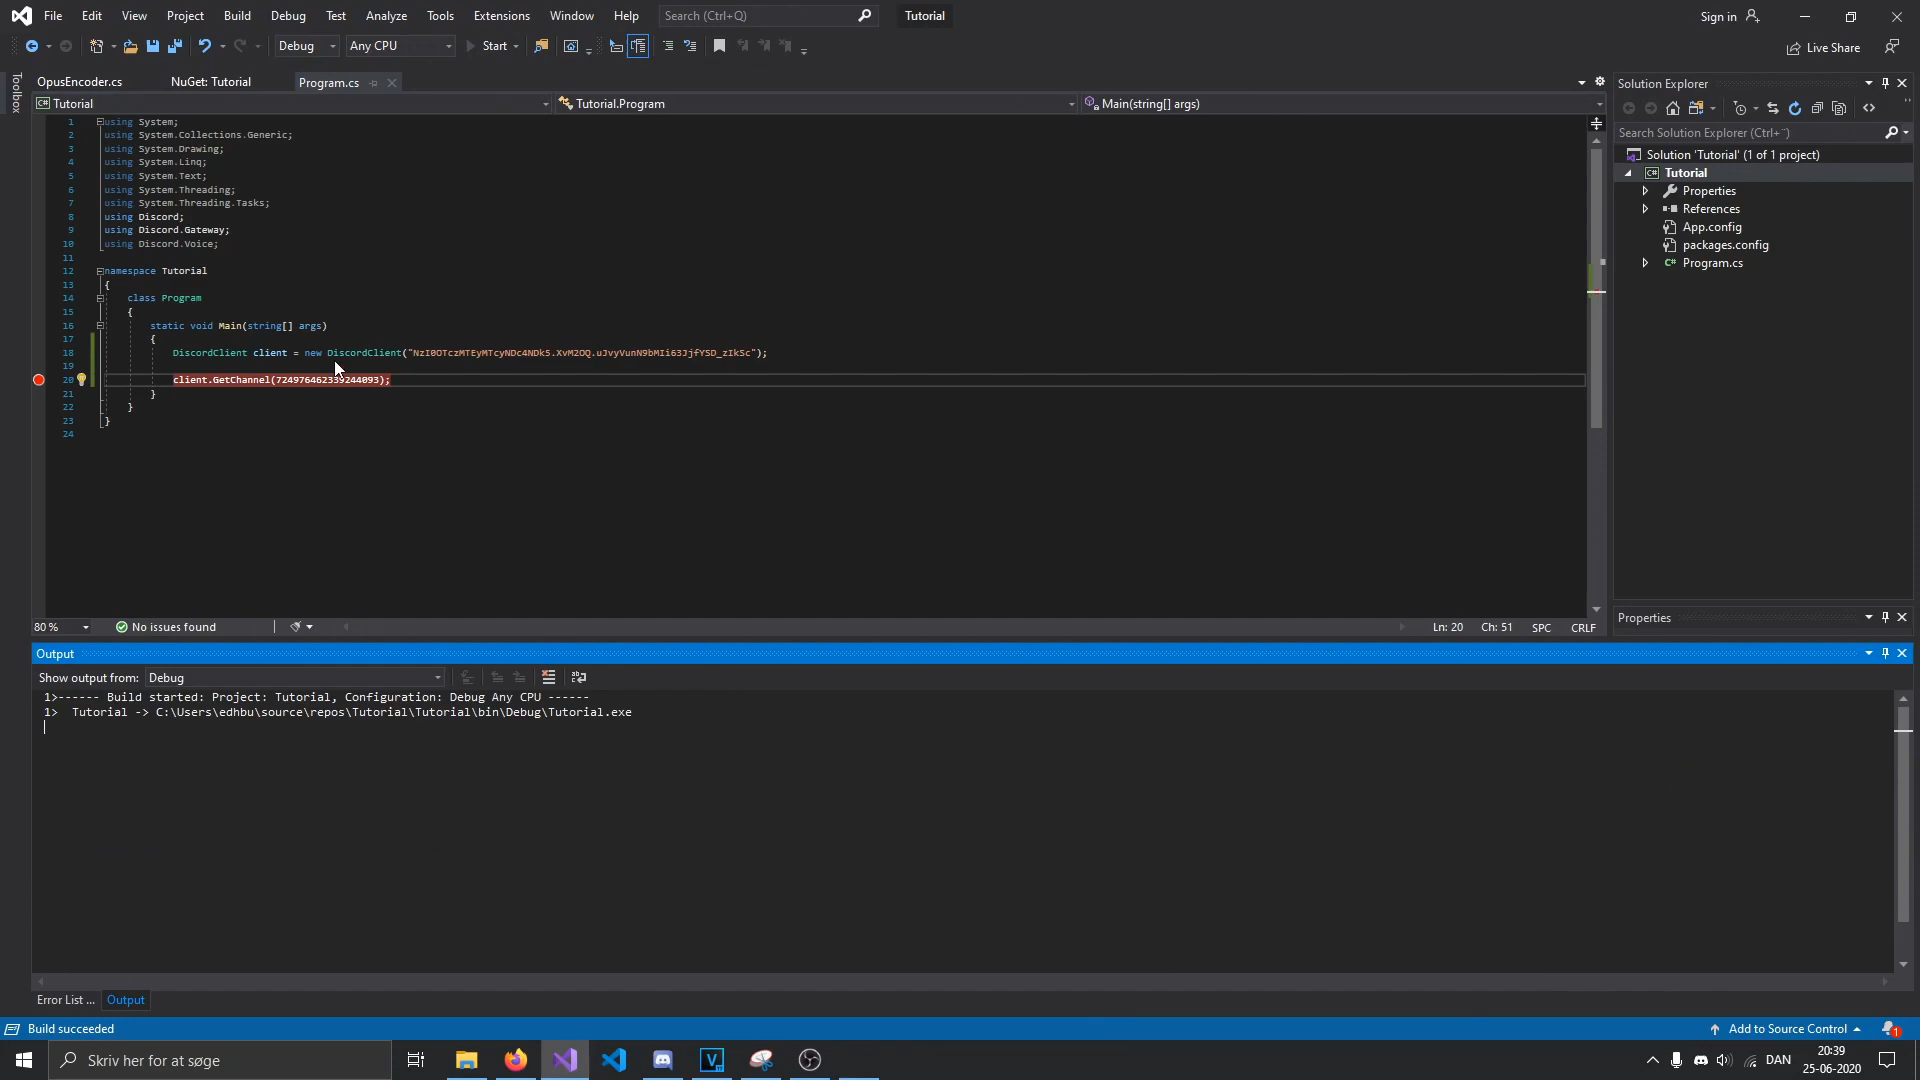 File Edit View Project Build Debug Test Analyze Tools Extensions Window Help Search (Ctrl+Q) Tutorial Sign in
Debug Any CPU Start Live Share
Toolbox
OpusEncoder.cs NuGet: Tutorial Program.cs
Tutorial Tutorial.Program Main(string[] args)
1 using System;
2 using System.Collections.Generic;
3 using System.Drawing;
4 using System.Linq;
5 using System.Text;
6 using System.Threading;
7 using System.Threading.Tasks;
8 using Discord;
9 using Discord.Gateway;
10 using Discord.Voice;
11
12 namespace Tutorial
13 {
14 class Program
15 {
16 static void Main(string[] args)
17 {
18 DiscordClient client = new DiscordClient("NzI0OTczMTEyMTcyNDc4NDk5.XvM2OQ.uJvyVunN9bMIi63JjfYSD_zIkSc");
19
20 client.GetChannel(724976462339244093);
21 }
22 }
23 }
24
80 % No issues found Ln: 20 Ch: 51 SPC CRLF
Solution Explorer
Search Solution Explorer (Ctrl+¨)
Solution 'Tutorial' (1 of 1 project)
Tutorial
Properties
References
App.config
packages.config
Program.cs
Properties
Output
Show output from: Debug
1>------ Build started: Project: Tutorial, Configuration: Debug Any CPU ------
1> Tutorial -> C:\Users\edhbu\source\repos\Tutorial\Tutorial\bin\Debug\Tutorial.exe
Error List ... Output
Build succeeded Add to Source Control 1
Skriv her for at søge DAN 20:39
25-06-2020